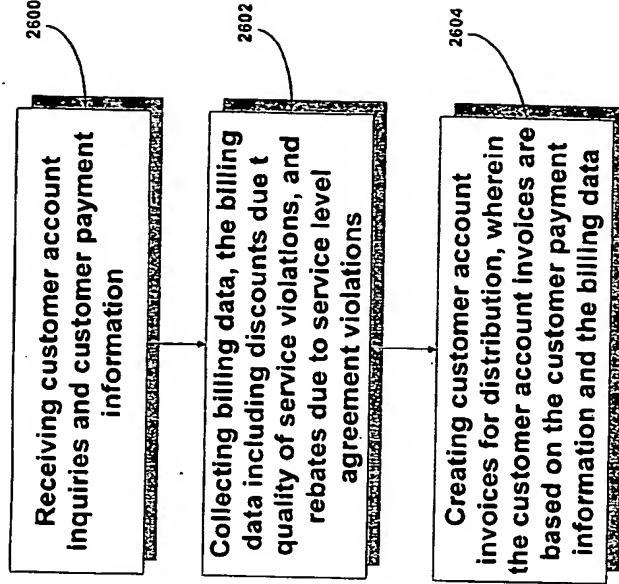 2600
Receiving customer account
inquiries and customer payment
information
2602
Collecting billing data, the billing
data including discounts due t
quality of service violations, and
rebates due to service level
agreement violations
2604
Creating customer account
invoices for distribution, wherein
the customer account invoices are
based on the customer payment
information and the billing data